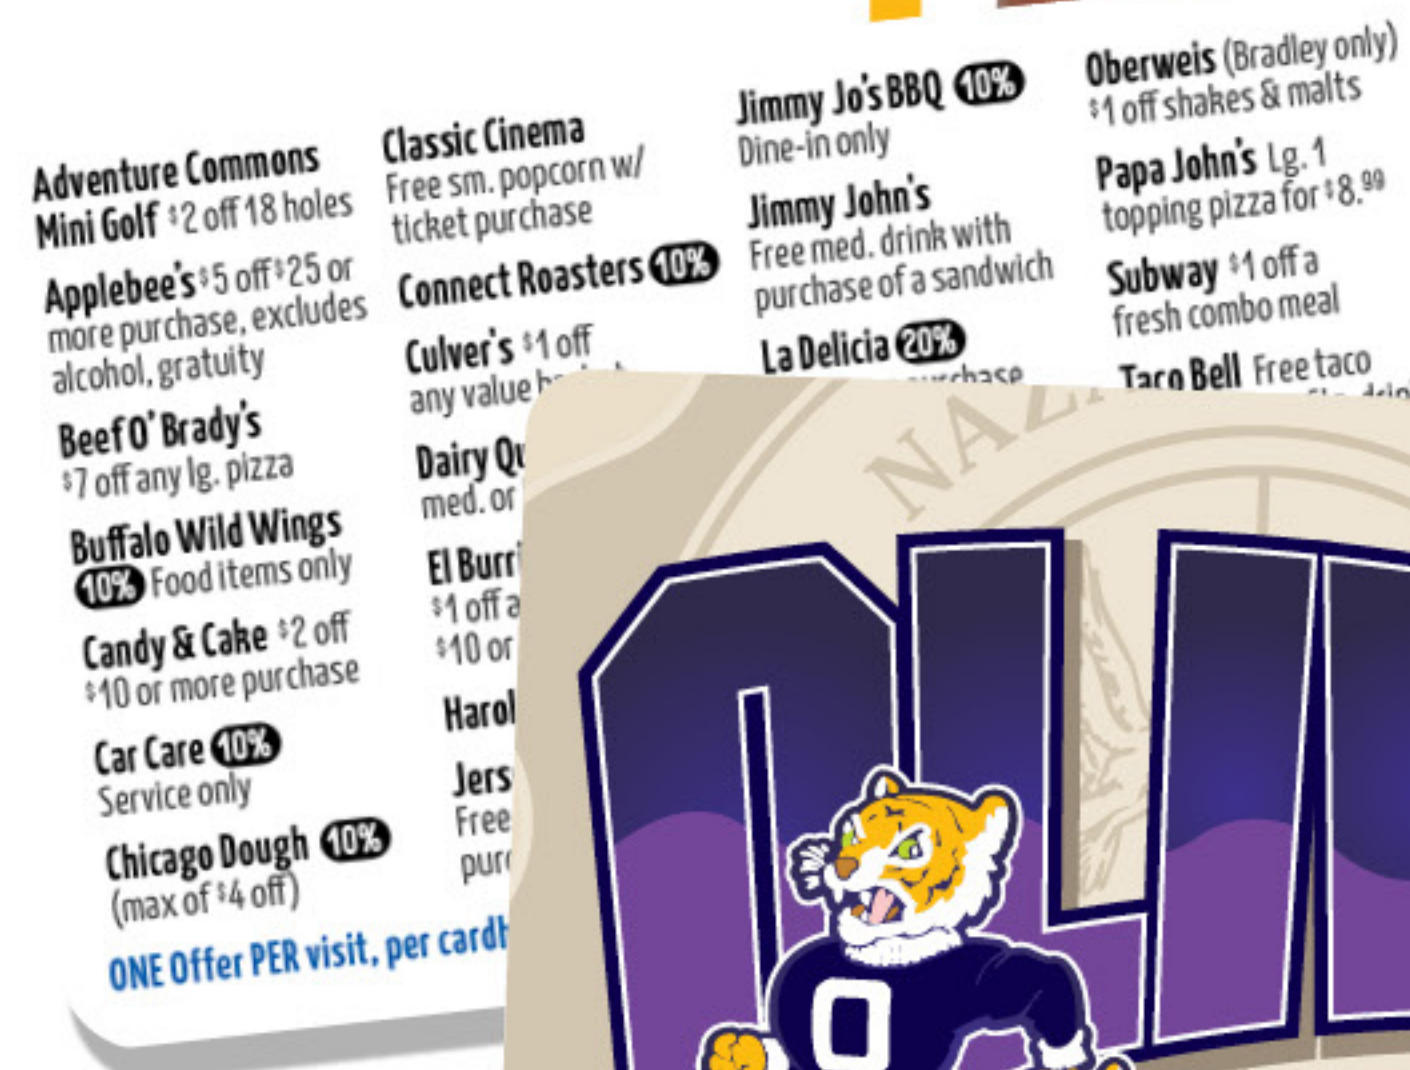 Adventure Commons
Mini Golf $2 off 18 holes
Applebee's $5 off $25 or
more purchase, excludes
alcohol, gratuity
Beef O' Brady's
$7 off any lg. pizza
Buffalo Wild Wings
10% Food items only
Candy & Cake $2 off
$10 or more purchase
Car Care 10%
Service only
Chicago Dough 10%
(max of $4 off)
Classic Cinema
Free sm. popcorn w/
ticket purchase
Connect Roasters 10%
Culver's $1 off
any value
Dairy
med. or
El
$1 off
$10 or
Free
Jimmy Jo's BBQ 10%
Dine-in only
Jimmy John's
Free med. drink with
purchase of a sandwich
La Delicia 20%
Oberweis (Bradley only)
$1 off shakes & malts
Papa John's Lg. 1
topping pizza for $8.99
Subway $1 off a
fresh combo meal
Taco Bell Free taco
ONE Offer PER visit, per
0